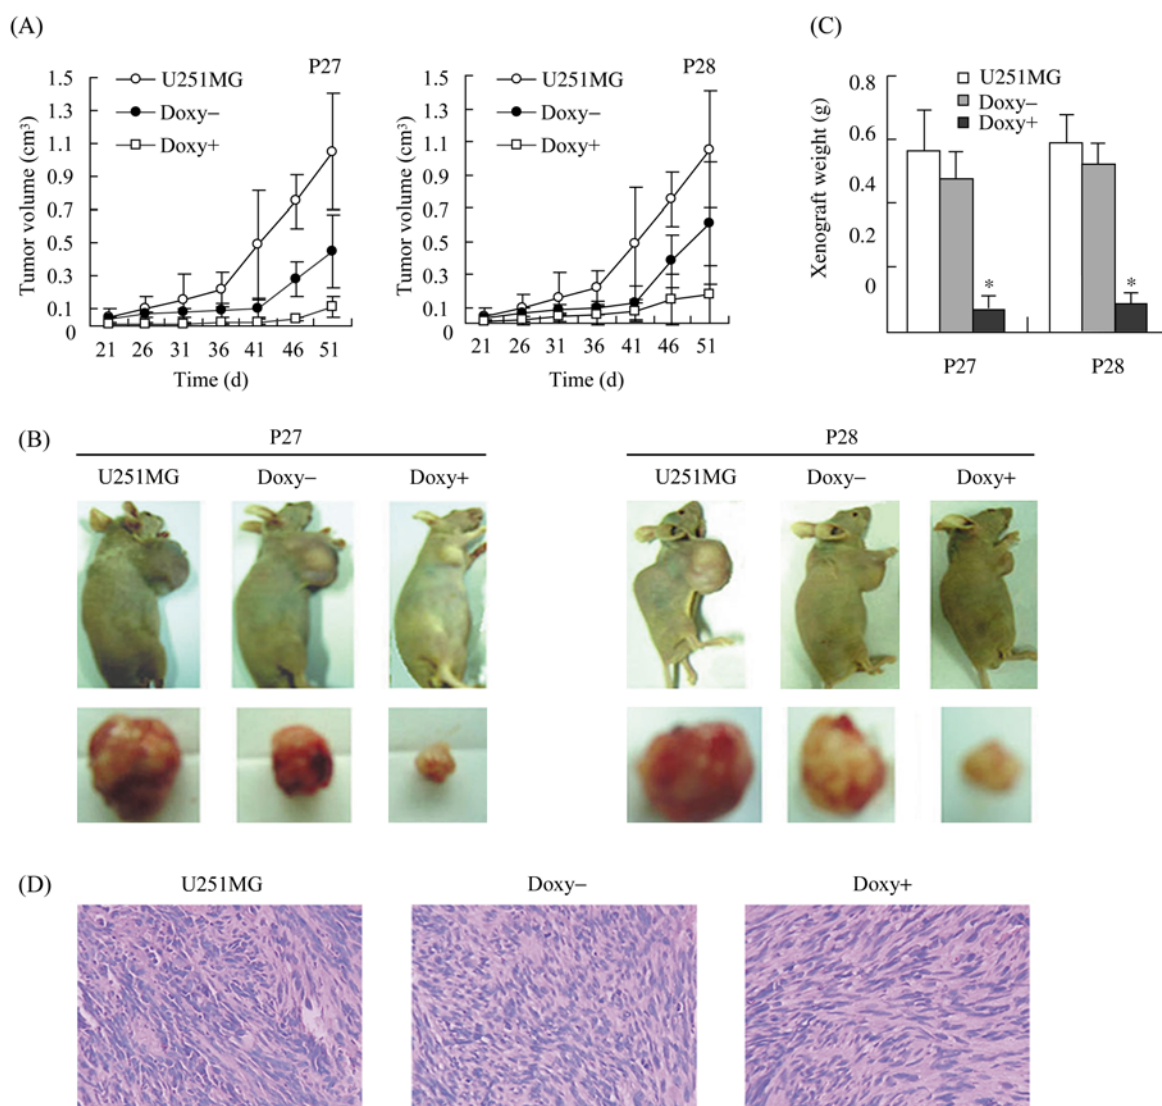 (A)
P27
U251MG
Doxy−
Doxy+
Tumor volume (cm³)
1.5
1.3
1.1
0.9
0.7
0.5
0.3
0.1
0
21 26 31 36 41 46 51
Time (d)
P28
U251MG
Doxy−
Doxy+
Tumor volume (cm³)
1.5
1.3
1.1
0.9
0.7
0.5
0.3
0.1
0
21 26 31 36 41 46 51
Time (d)
(C)
U251MG
Doxy−
Doxy+
Xenograft weight (g)
0.8
0.6
0.4
0.2
0
* *
P27 P28
(B)
P27 P28
U251MG Doxy− Doxy+ U251MG Doxy− Doxy+
(D)
U251MG Doxy− Doxy+